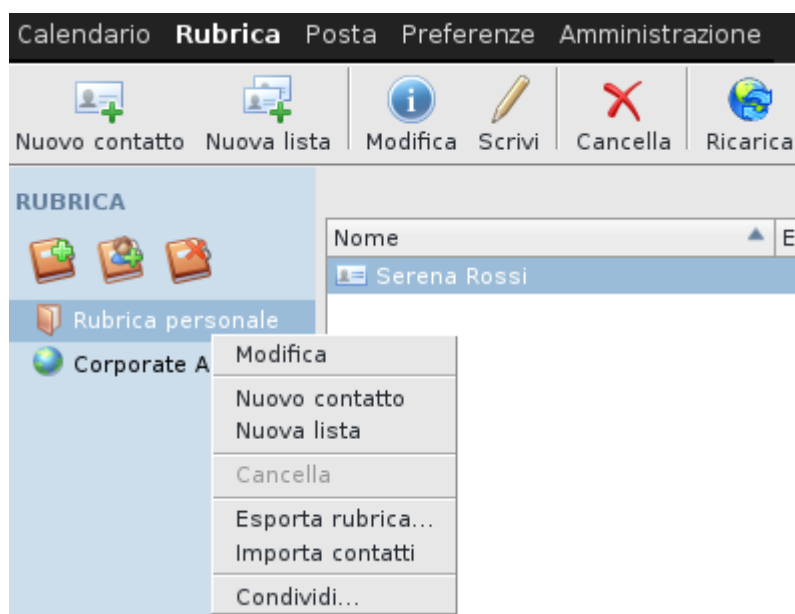 Calendario Rubrica Posta Preferenze Amministrazione
Nuovo contatto Nuova lista Modifica Scrivi Cancella Ricarica
RUBRICA
Nome E
Serena Rossi
Rubrica personale
Corporate A
Modifica
Nuovo contatto
Nuova lista
Cancella
Esporta rubrica...
Importa contatti
Condividi...